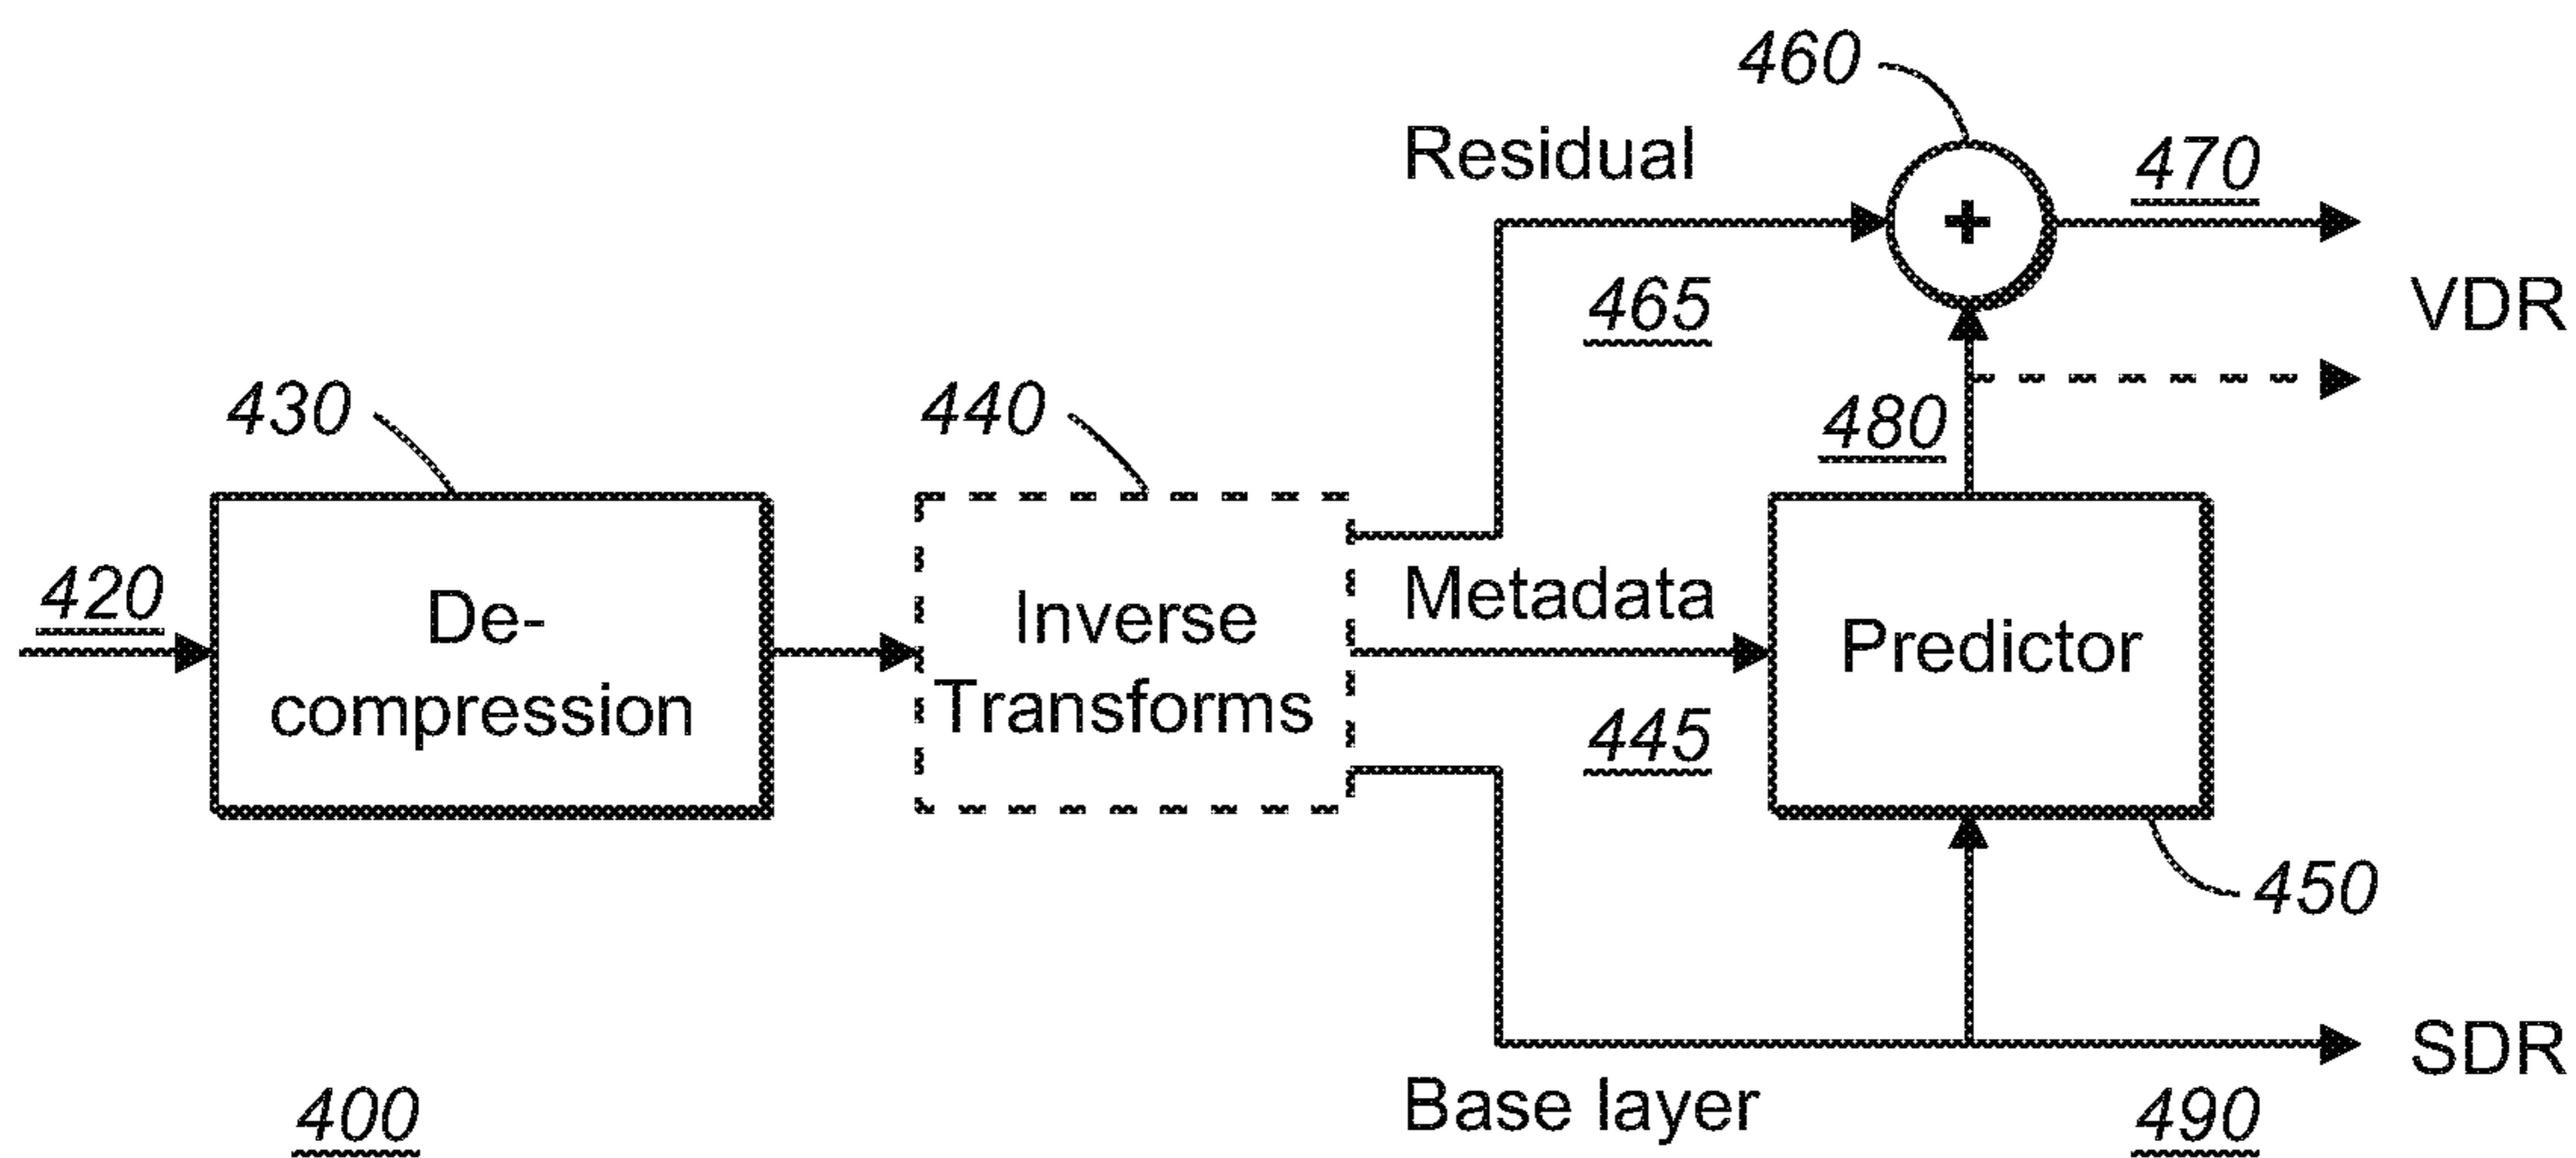 460
Residual
470
465
VDR
430
440
480
420
De-
compression
Inverse
Transforms
Metadata
Predictor
445
450
SDR
Base layer
490
400